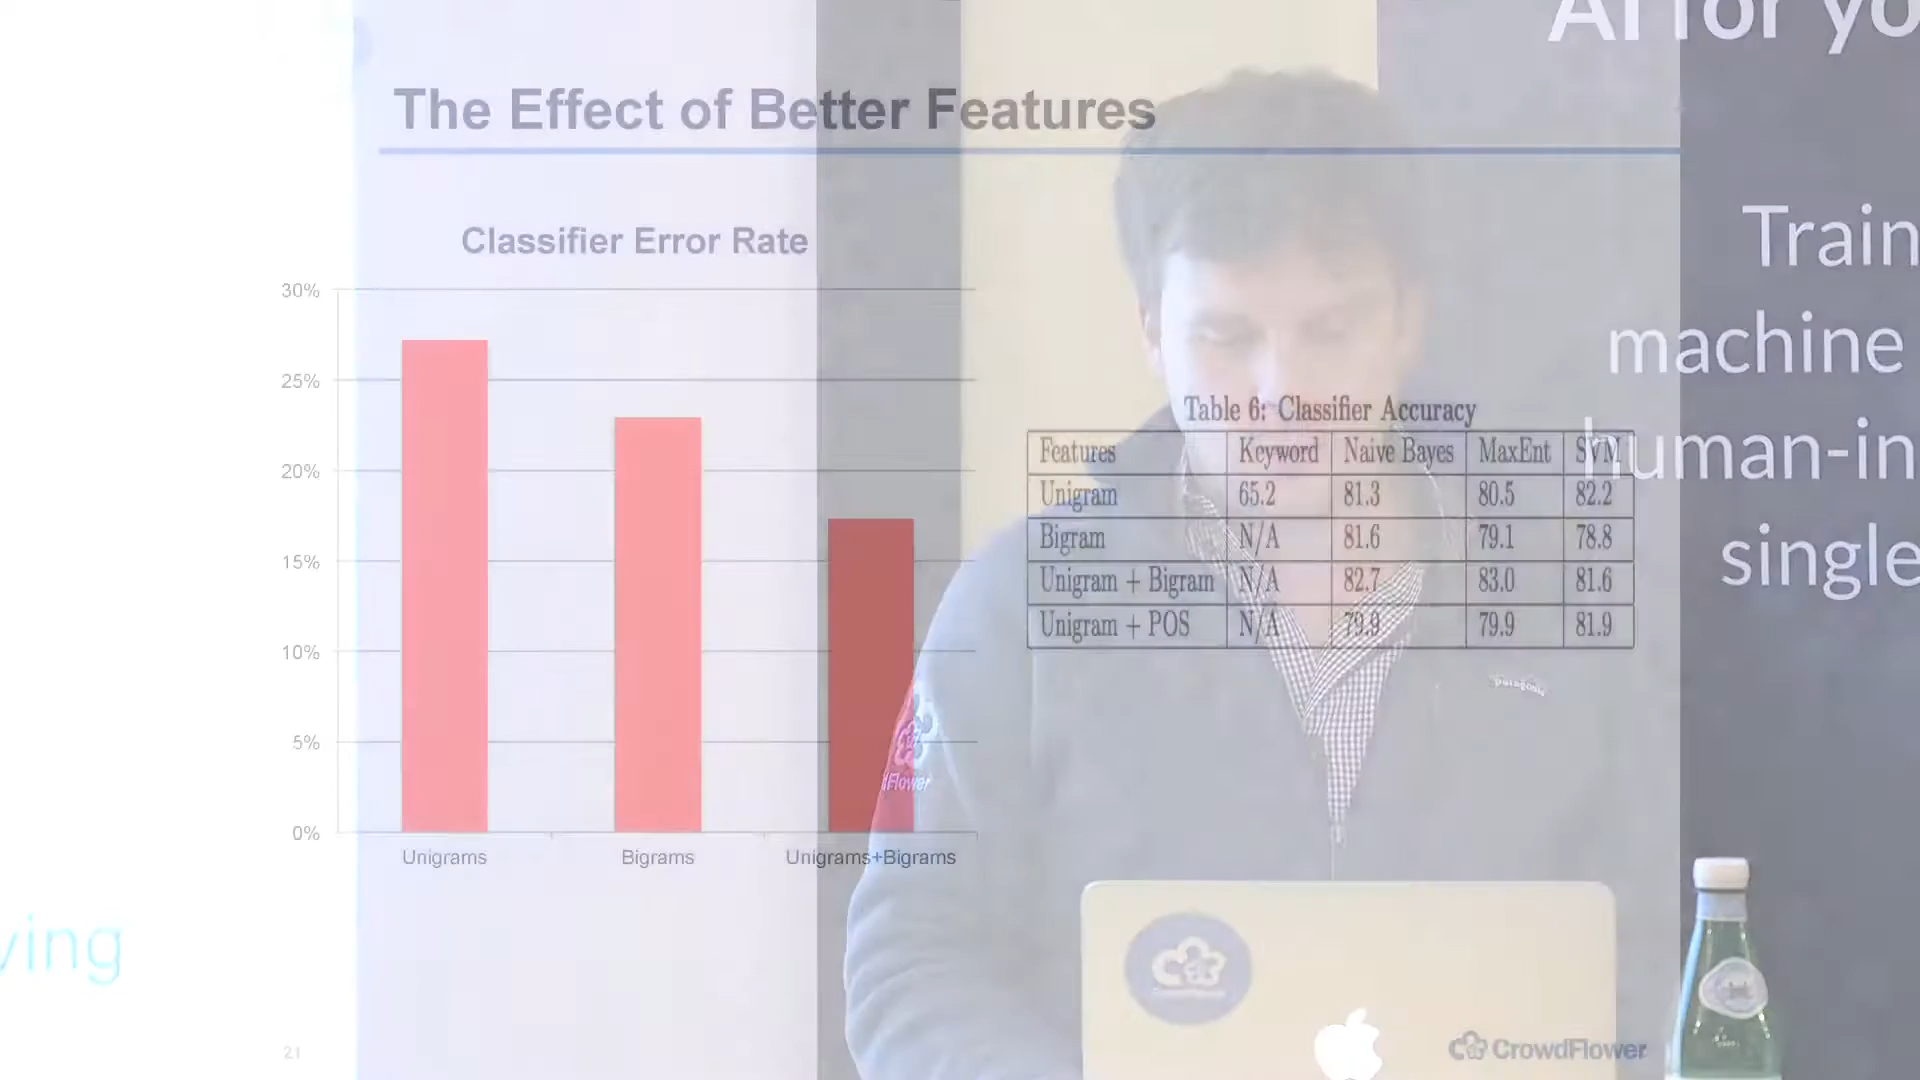 AI for yo
The Effect of Better Features
Classifier Error Rate
30%
25%
20%
15%
10%
5%
0%
Unigrams
Bigrams
Unigrams+Bigrams
Table 6: Classifier Accuracy
Features Keyword Naive Bayes MaxEnt SVM
Unigram 65.2 81.3 80.5 82.2
Bigram N/A 81.6 79.1 78.8
Unigram + Bigram N/A 82.7 83.0 81.6
Unigram + POS N/A 79.9 79.9 81.9
Train
machine
human-in
single
patagonia
Flower
ving
21
CrowdFlower